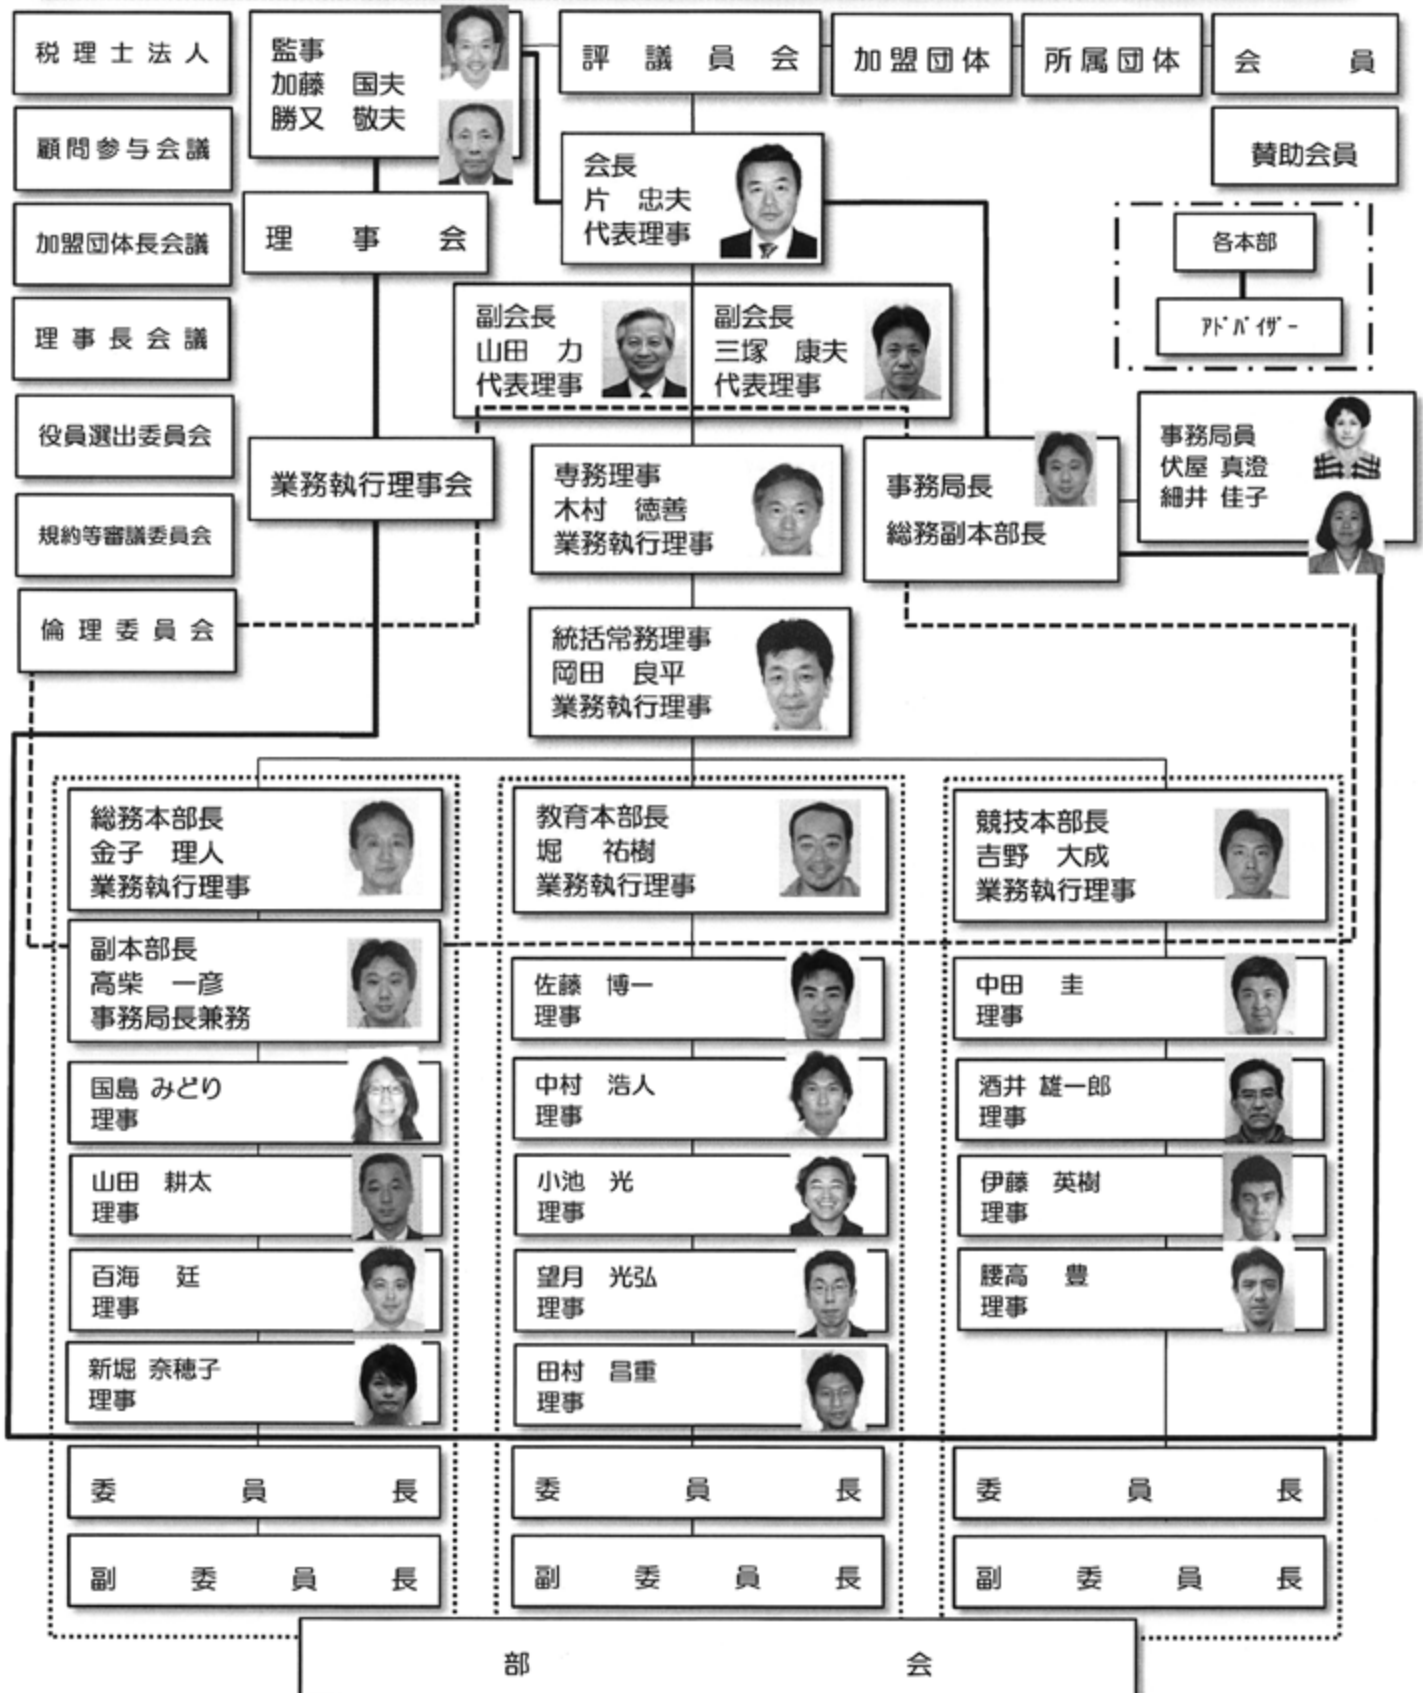 税理士法人
顧問参与会議
加盟団体長会議
理事長会議
役員選出委員会
規約等審議委員会
倫理委員会
監事
加藤 国夫
勝又 敬夫
理事会
業務執行理事会
評議員会
加盟団体
所属団体
会員
賛助会員
各本部
アドバイザー
会長
片 忠夫
代表理事
副会長
山田 力
代表理事
副会長
三塚 康夫
代表理事
専務理事
木村 徳善
業務執行理事
事務局長
総務副本部長
事務局員
伏屋 真澄
細井 佳子
統括常務理事
岡田 良平
業務執行理事
総務本部長
金子 理人
業務執行理事
副本部長
高柴 一彦
事務局長兼務
国島 みどり
理事
山田 耕太
理事
百海 廷
理事
新堀 奈穂子
理事
委員長
副委員長
教育本部長
堀 祐樹
業務執行理事
佐藤 博一
理事
中村 浩人
理事
小池 光
理事
望月 光弘
理事
田村 昌重
理事
委員長
副委員長
競技本部長
吉野 大成
業務執行理事
中田 圭
理事
酒井 雄一郎
理事
伊藤 英樹
理事
腰高 豊
理事
委員長
副委員長
部会